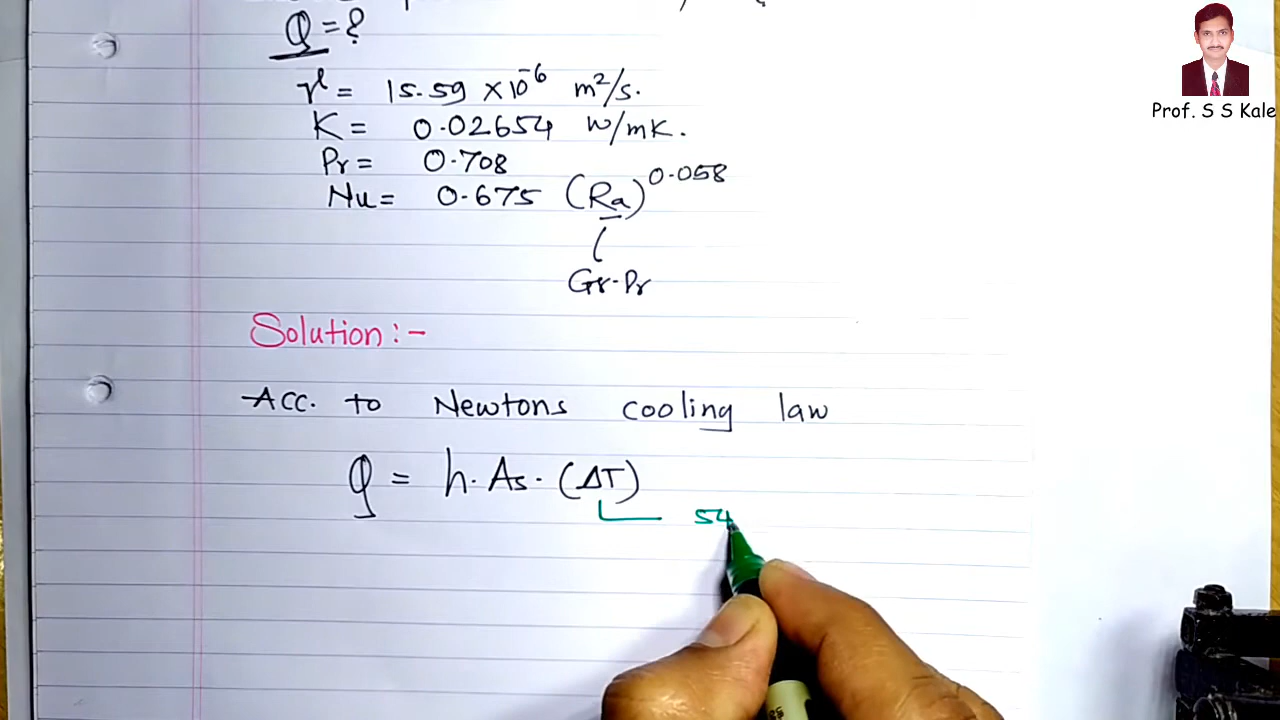 Q = ?
γ = 15.59 × 10⁻⁶ m²/s.
K = 0.02654 W/mK.
Pr = 0.708
Nu = 0.675 (Ra)^0.058
Gr.Pr
Solution :-
Acc. to Newtons cooling law
Q = h. As. (ΔT)
54
Prof. S S Kale